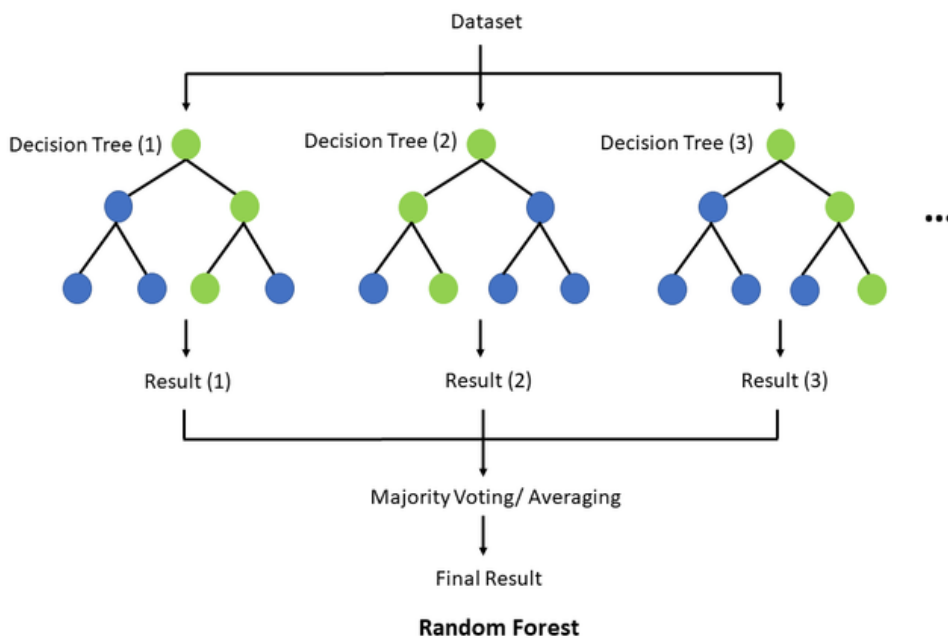 Dataset
Decision Tree (1)
Decision Tree (2)
Decision Tree (3)
...
Result (1)
Result (2)
Result (3)
Majority Voting/ Averaging
Final Result
Random Forest